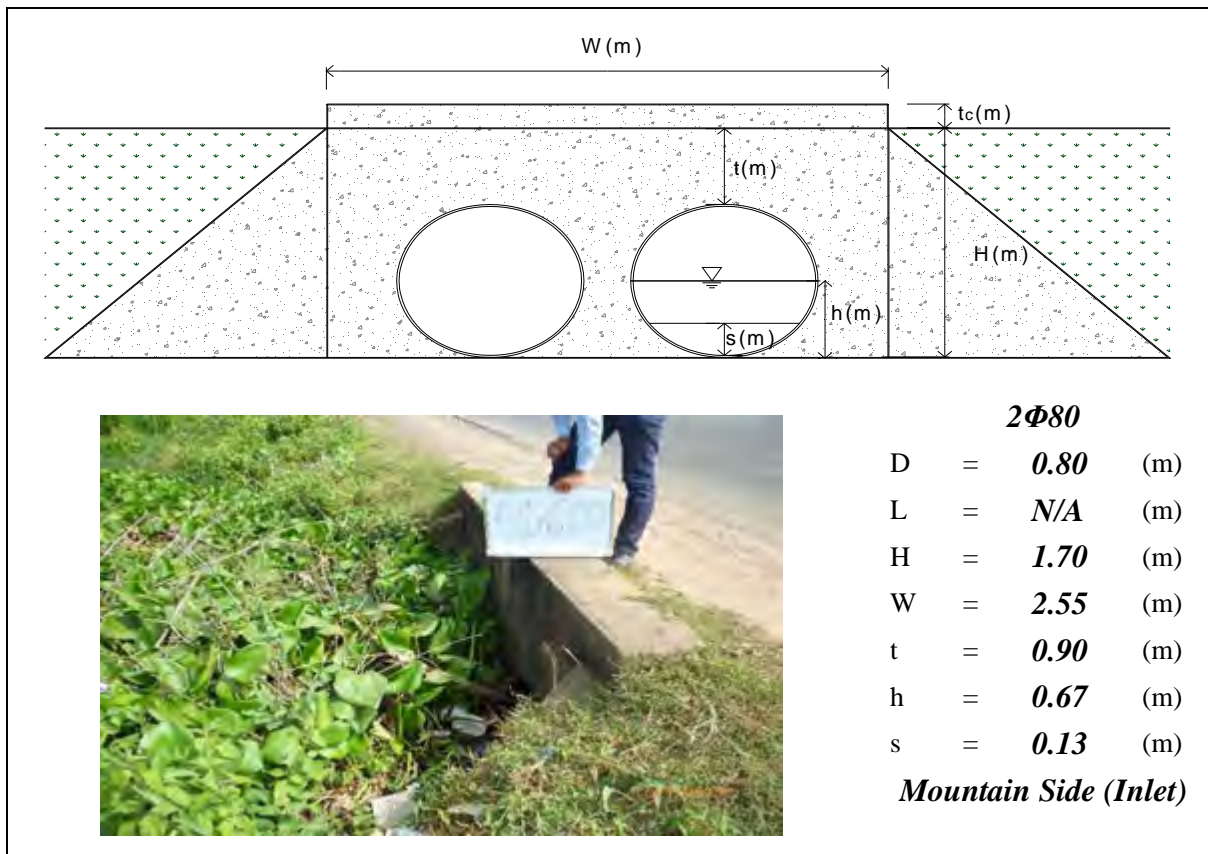 W(m)
tc(m)
t(m)
H(m)
h(m)
s(m)
2Φ80
D = 0.80 (m)
L = N/A (m)
H = 1.70 (m)
W = 2.55 (m)
t = 0.90 (m)
h = 0.67 (m)
s = 0.13 (m)
Mountain Side (Inlet)